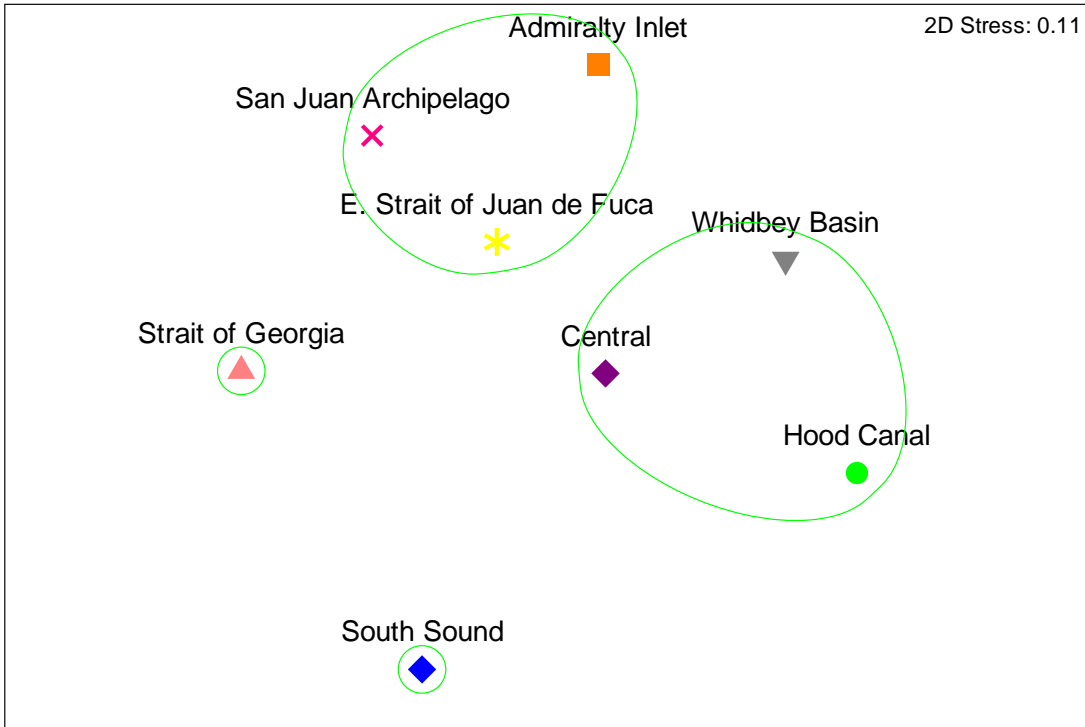 Admiralty Inlet
2D Stress: 0.11
San Juan Archipelago
E. Strait of Juan de Fuca
Whidbey Basin
Strait of Georgia
Central
Hood Canal
South Sound